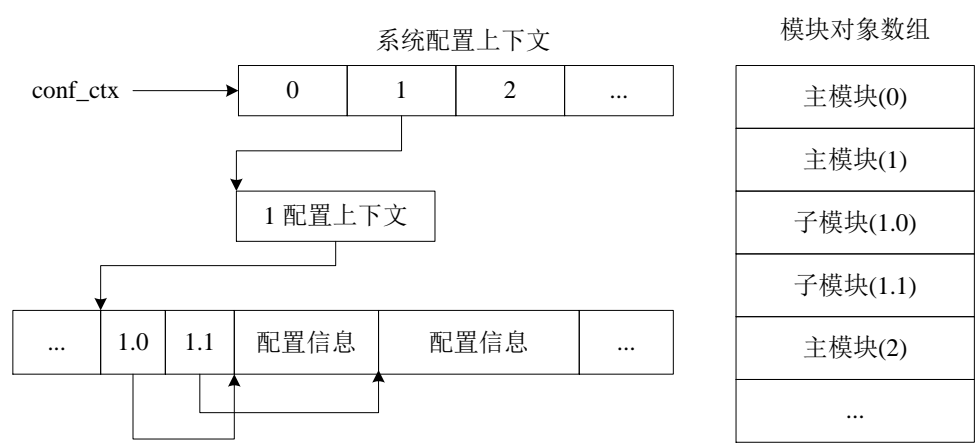 系统配置上下文
conf_ctx
0 1 2 ...
1 配置上下文
... 1.0 1.1 配置信息 配置信息 ...
模块对象数组
主模块(0)
主模块(1)
子模块(1.0)
子模块(1.1)
主模块(2)
...